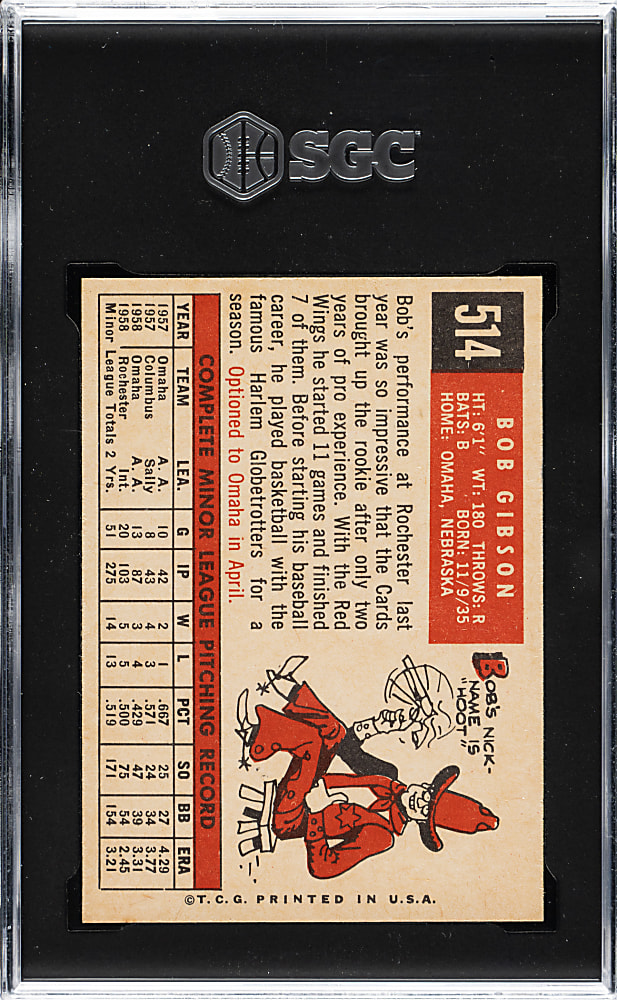 SGC
514
BOB GIBSON
HT: 6'1" WT: 180 THROWS: R
BATS: B BORN: 11/9/35
HOME: OMAHA, NEBRASKA
Bob's performance at Rochester last
year was so impressive that the Cards
brought up the rookie after only two
years of pro experience. With the Red
Wings he started 11 games and finished
7 of them. Before starting his baseball
career, he played basketball with the
famous Harlem Globetrotters for a
season. Optioned to Omaha in April.
BOB'S NICK-
NAME IS
"HOOT"
COMPLETE MINOR LEAGUE PITCHING RECORD
YEAR TEAM LEA. G IP W L PCT SO BB ERA
1957 Omaha A. A. 10 42 2 1 .667 25 27 4.29
1957 Columbus Sally 8 43 4 3 .571 24 34 3.77
1958 Omaha A. A. 13 87 3 4 .429 47 39 3.31
1958 Rochester Int. 20 103 5 5 .500 75 54 2.45
Minor League Totals 2 Yrs. 51 275 14 13 .519 171 154 3.21
©T.C.G. PRINTED IN U.S.A.